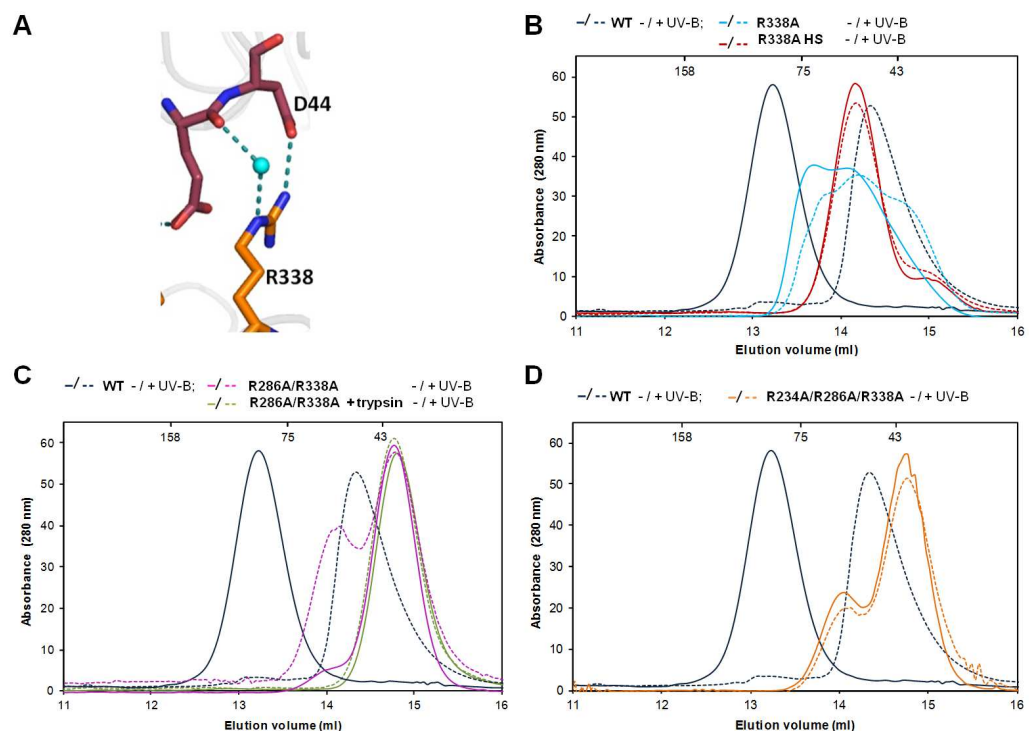 A
D44
R338
B
WT - / + UV-B; R338A - / + UV-B
R338A HS - / + UV-B
158 75 43
60
50
40
30
20
10
0
Absorbance (280 nm)
11 12 13 14 15 16
Elution volume (ml)
C
WT - / + UV-B; R286A/R338A - / + UV-B
R286A/R338A + trypsin - / + UV-B
158 75 43
60
50
40
30
20
10
0
Absorbance (280 nm)
11 12 13 14 15 16
Elution volume (ml)
D
WT - / + UV-B; R234A/R286A/R338A - / + UV-B
158 75 43
60
50
40
30
20
10
0
Absorbance (280 nm)
11 12 13 14 15 16
Elution volume (ml)